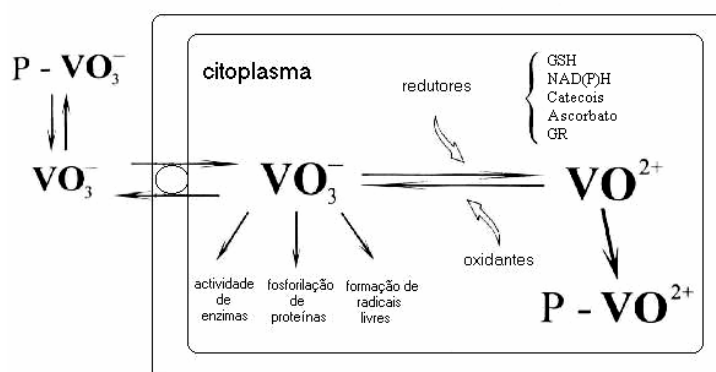 P - VO₃⁻
VO₃⁻
citoplasma
redutores
GSH
NAD(P)H
Catecois
Ascorbato
GR
VO₃⁻
VO²⁺
oxidantes
actividade
de
enzimas
fosforilação
de
proteínas
formação de
radicais
livres
P - VO²⁺